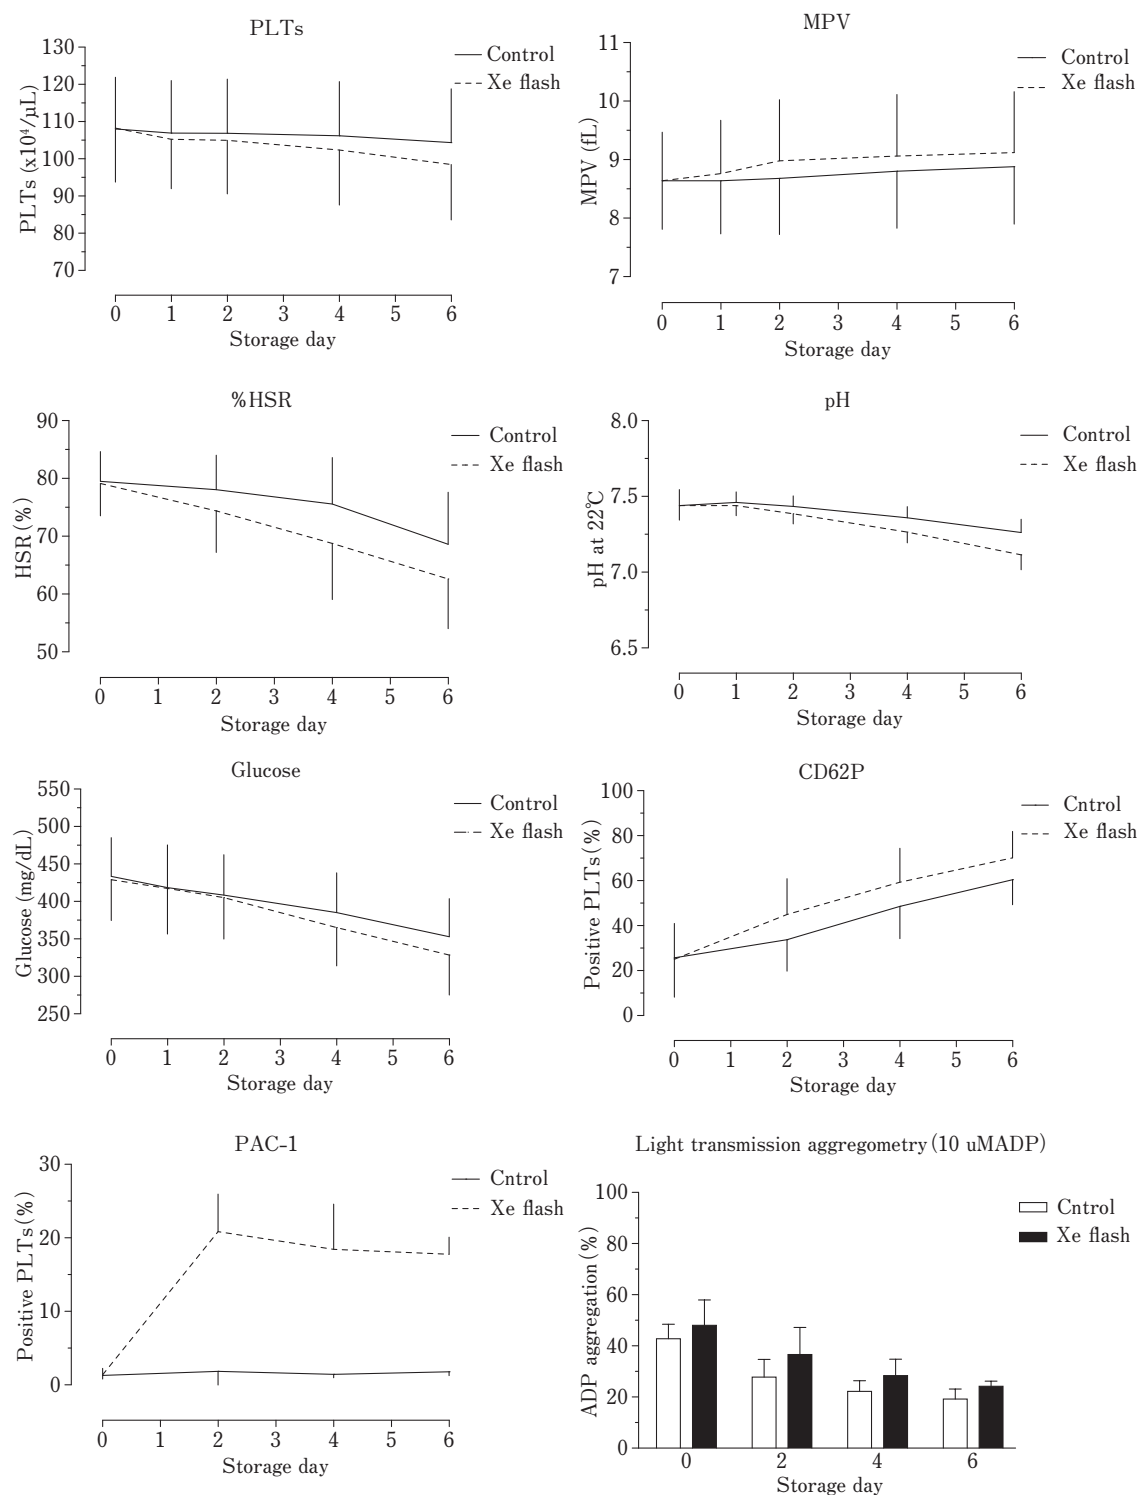 PLTs
130
120
110
100
90
80
70
PLTs (x10⁴/μL)
Control
Xe flash
0 1 2 3 4 5 6
Storage day
MPV
11
10
9
8
7
MPV (fL)
Control
Xe flash
0 1 2 3 4 5 6
Storage day
%HSR
90
80
70
60
50
HSR(%)
Control
Xe flash
0 1 2 3 4 5 6
Storage day
pH
8.0
7.5
7.0
6.5
pH at 22℃
Control
Xe flash
0 1 2 3 4 5 6
Storage day
Glucose
550
500
450
400
350
300
250
Glucose (mg/dL)
Control
Xe flash
0 1 2 3 4 5 6
Storage day
CD62P
100
80
60
40
20
0
Positive PLTs(%)
Cntrol
Xe flash
0 1 2 3 4 5 6
Storage day
PAC-1
30
20
10
0
Positive PLTs(%)
Cntrol
Xe flash
0 1 2 3 4 5 6
Storage day
Light transmission aggregometry(10 uMADP)
100
80
60
40
20
0
ADP aggregation(%)
Cntrol
Xe flash
0 2 4 6
Storage day